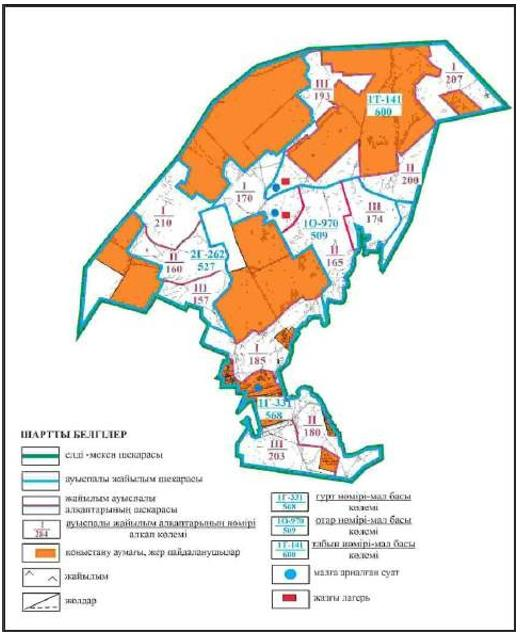 III
193
1Т-141
600
I
207
II
200
I
170
I
210
III
174
1О-970
509
II
165
2Г-262
527
II
160
III
157
I
185
1Г-331
568
II
180
III
203
ШАРТТЫ БЕЛГІЛЕР
елді -мекен шекарасы
ауыспалы жайылым шекарасы
жайылым ауыспалы
алқаптарының шекарасы
I
284
ауыспалы жайылым алқаптарының нөмірі
алқап көлемі
қоныстану аумағы, жер пайдаланушылар
жайылым
жолдар
1Г-331
568
гурт нөмірі-мал басы
көлемі
1О-970
509
отар нөмірі-мал басы
көлемі
1Т-141
600
табын нөмірі-мал басы
көлемі
малға арналған суат
жазғы лагерь